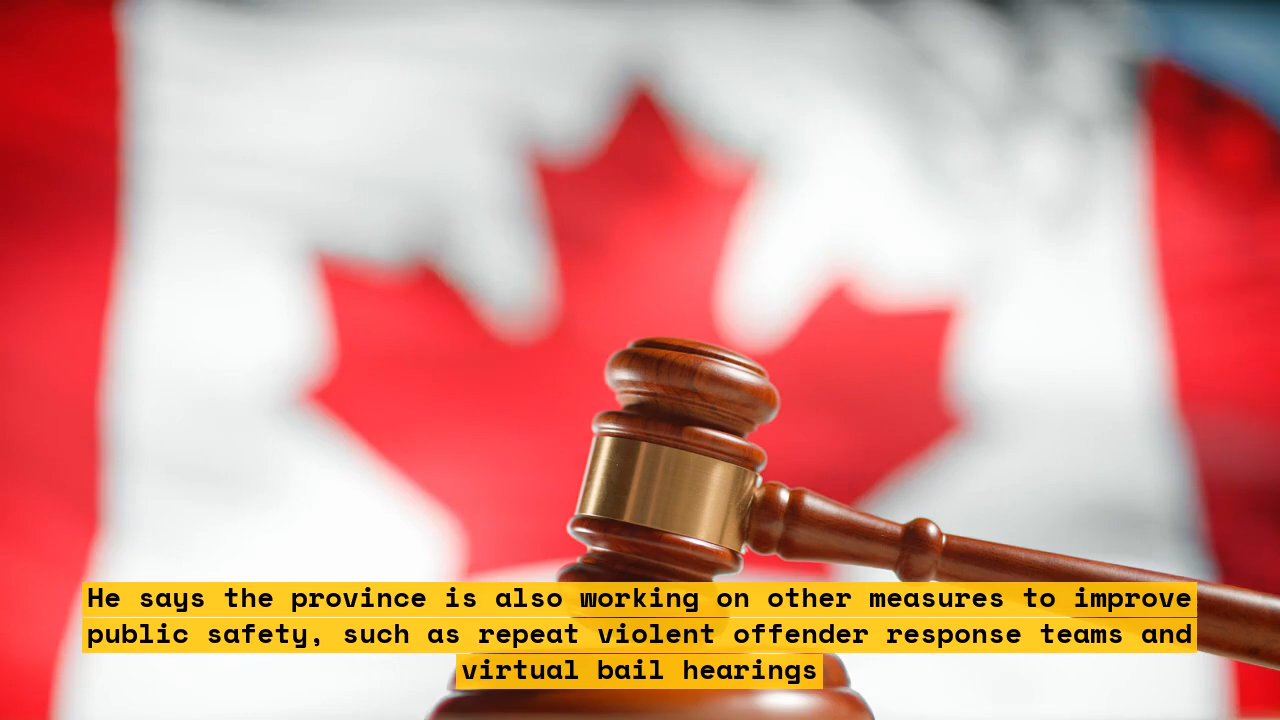 He says the province is also working on other measures to improve
public safety, such as repeat violent offender response teams and
virtual bail hearings